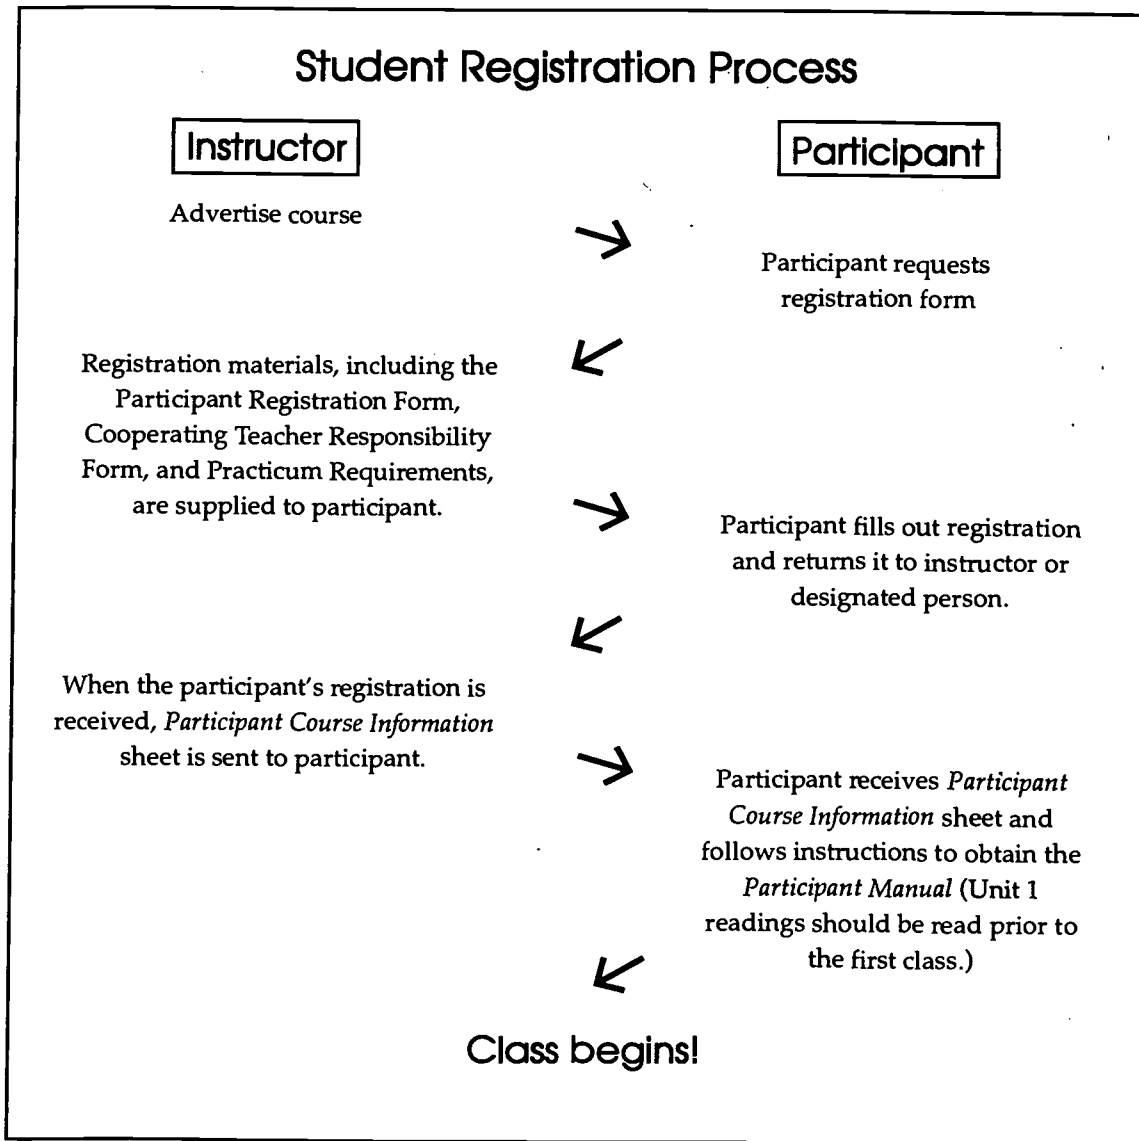 Student Registration Process
Instructor
Participant
Advertise course
Participant requests
registration form
Registration materials, including the
Participant Registration Form,
Cooperating Teacher Responsibility
Form, and Practicum Requirements,
are supplied to participant.
Participant fills out registration
and returns it to instructor or
designated person.
When the participant's registration is
received, Participant Course Information
sheet is sent to participant.
Participant receives Participant
Course Information sheet and
follows instructions to obtain the
Participant Manual (Unit 1
readings should be read prior to
the first class.)
Class begins!